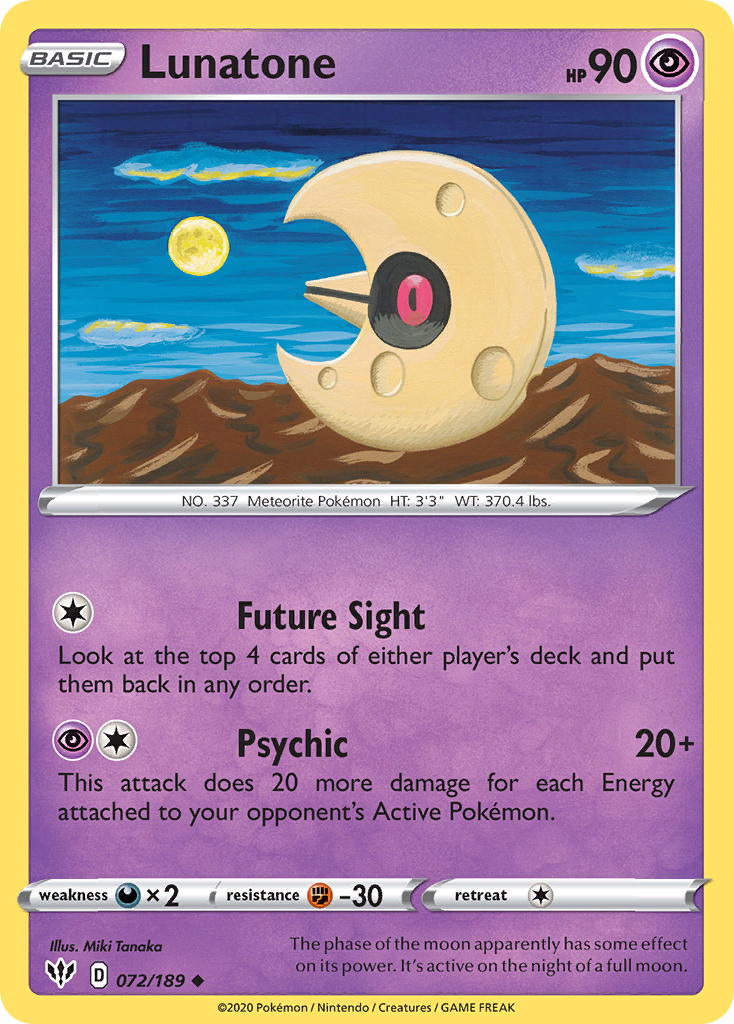 BASIC Lunatone HP 90
NO. 337 Meteorite Pokémon HT: 3'3" WT: 370.4 lbs.
Future Sight
Look at the top 4 cards of either player's deck and put
them back in any order.
Psychic 20+
This attack does 20 more damage for each Energy
attached to your opponent's Active Pokémon.
weakness ×2 resistance -30 retreat
Illus. Miki Tanaka
The phase of the moon apparently has some effect
on its power. It's active on the night of a full moon.
D 072/189
©2020 Pokémon / Nintendo / Creatures / GAME FREAK